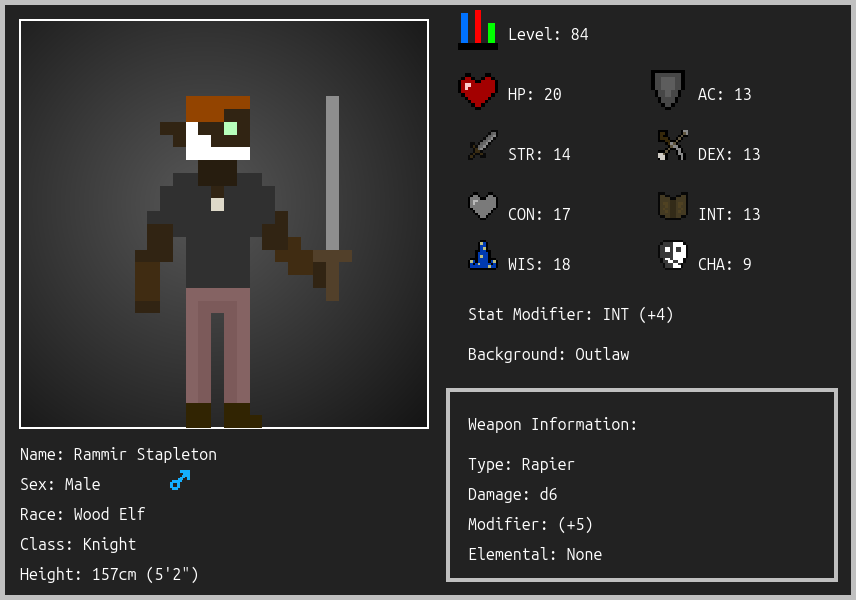 Level: 84
HP: 20
AC: 13
STR: 14
DEX: 13
CON: 17
INT: 13
WIS: 18
CHA: 9
Stat Modifier: INT (+4)
Background: Outlaw
Name: Rammir Stapleton
Sex: Male
Race: Wood Elf
Class: Knight
Height: 157cm (5'2")
Weapon Information:
Type: Rapier
Damage: d6
Modifier: (+5)
Elemental: None